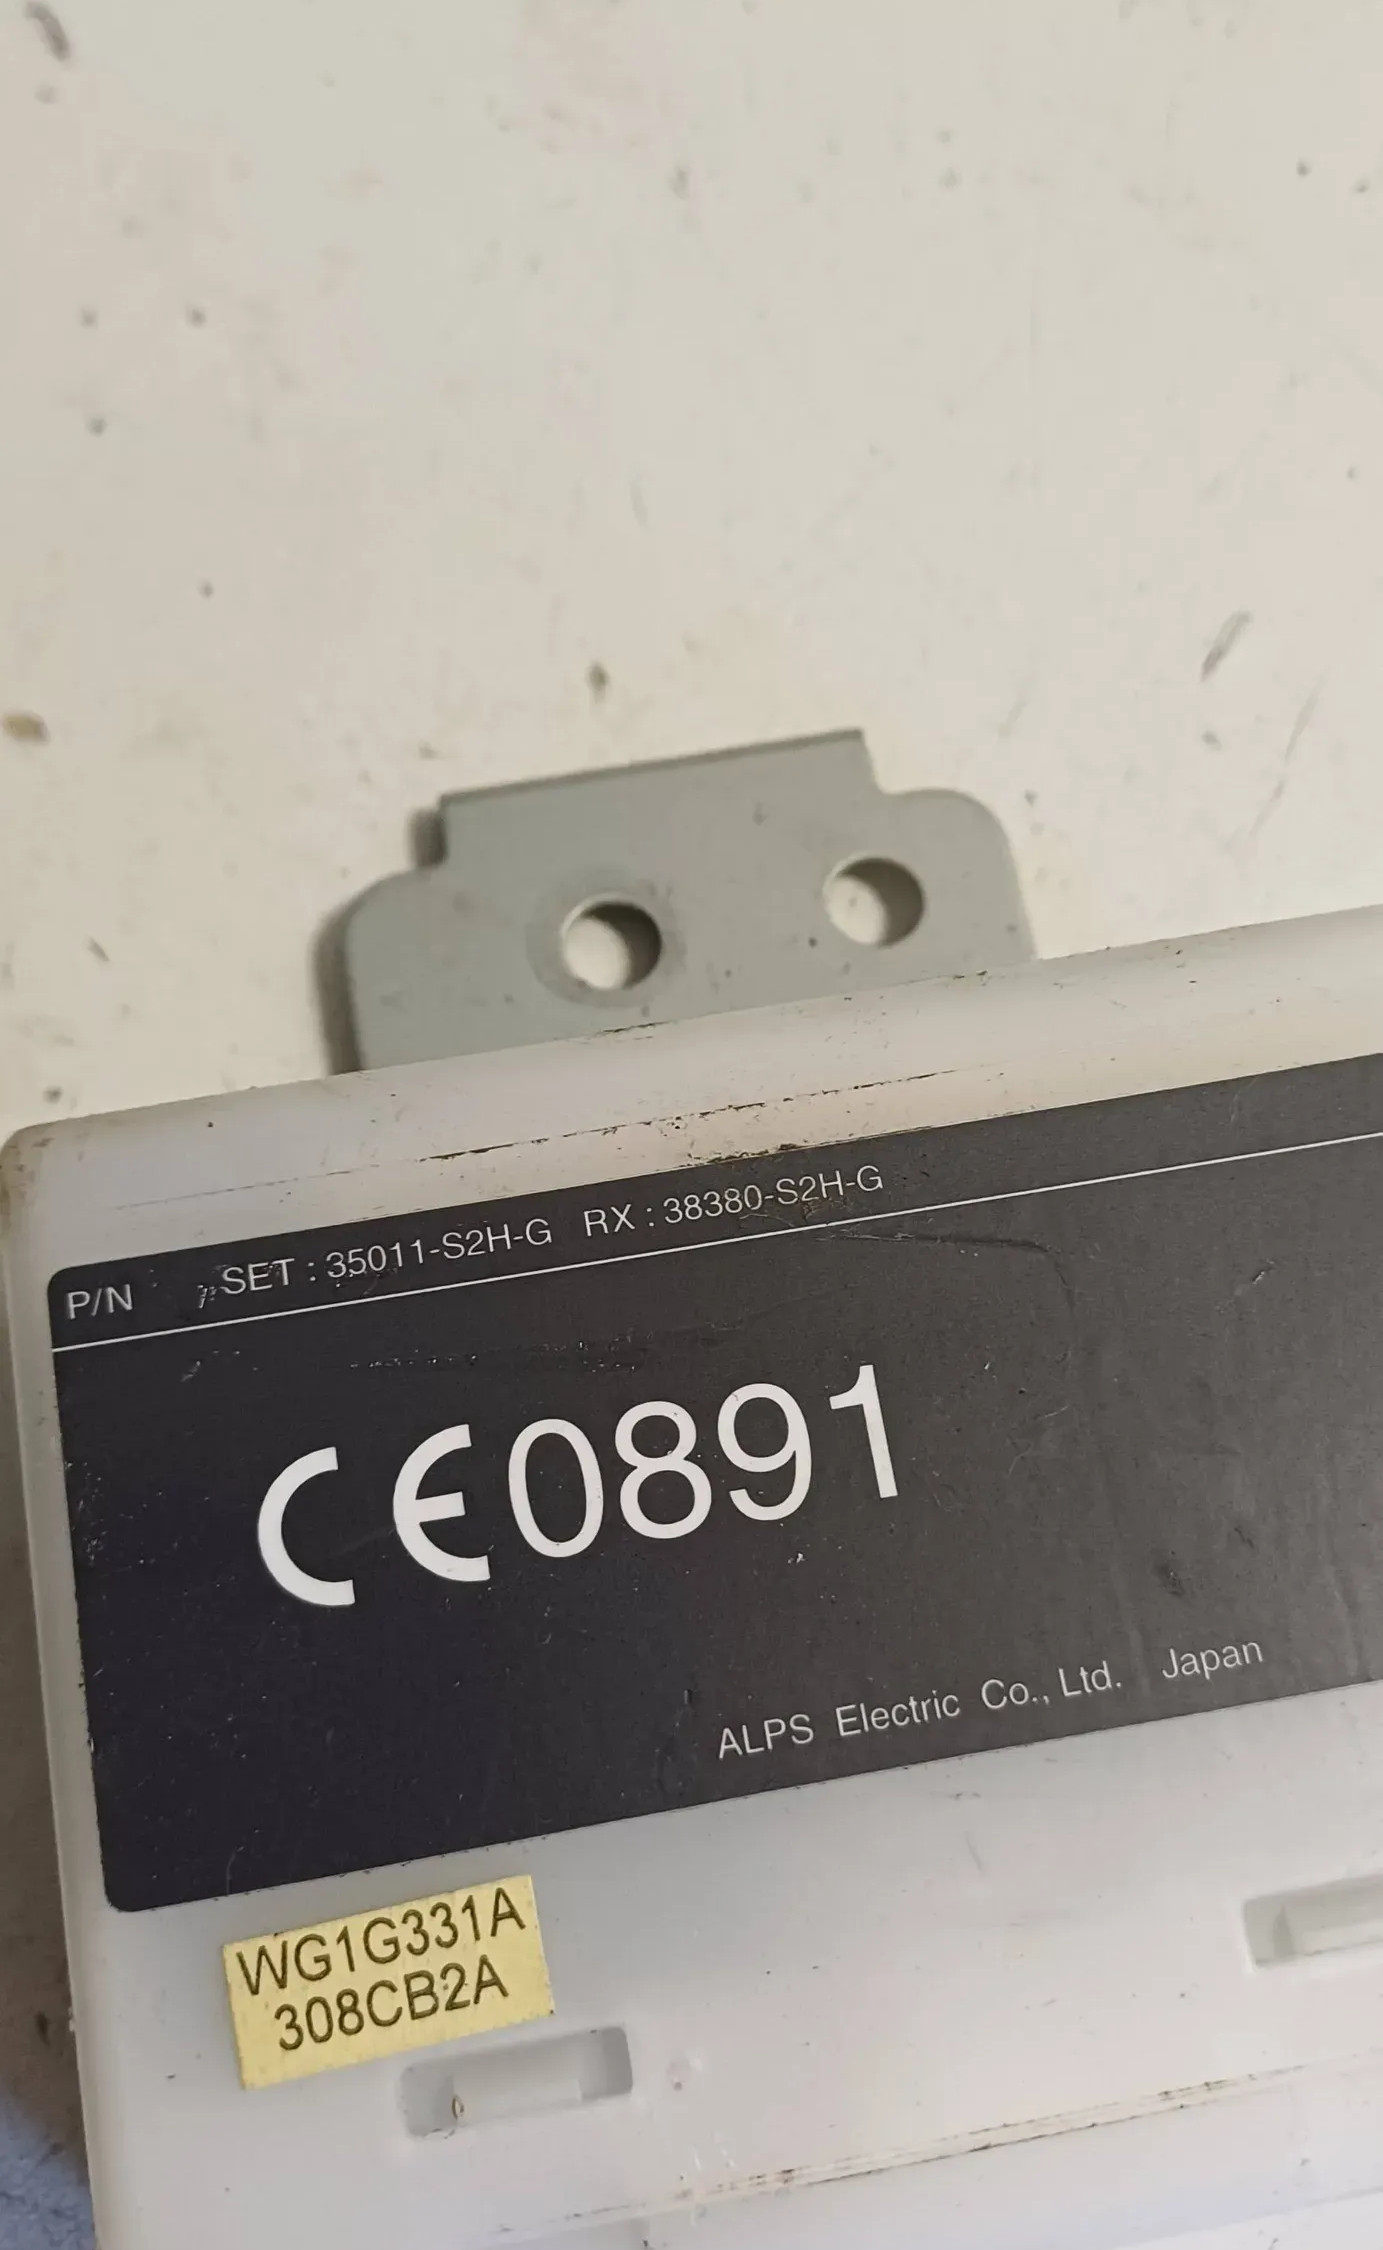 P/N SET : 35011-S2H-G RX : 38380-S2H-G
CE0891
ALPS Electric Co., Ltd. Japan
WG1G331A
308CB2A